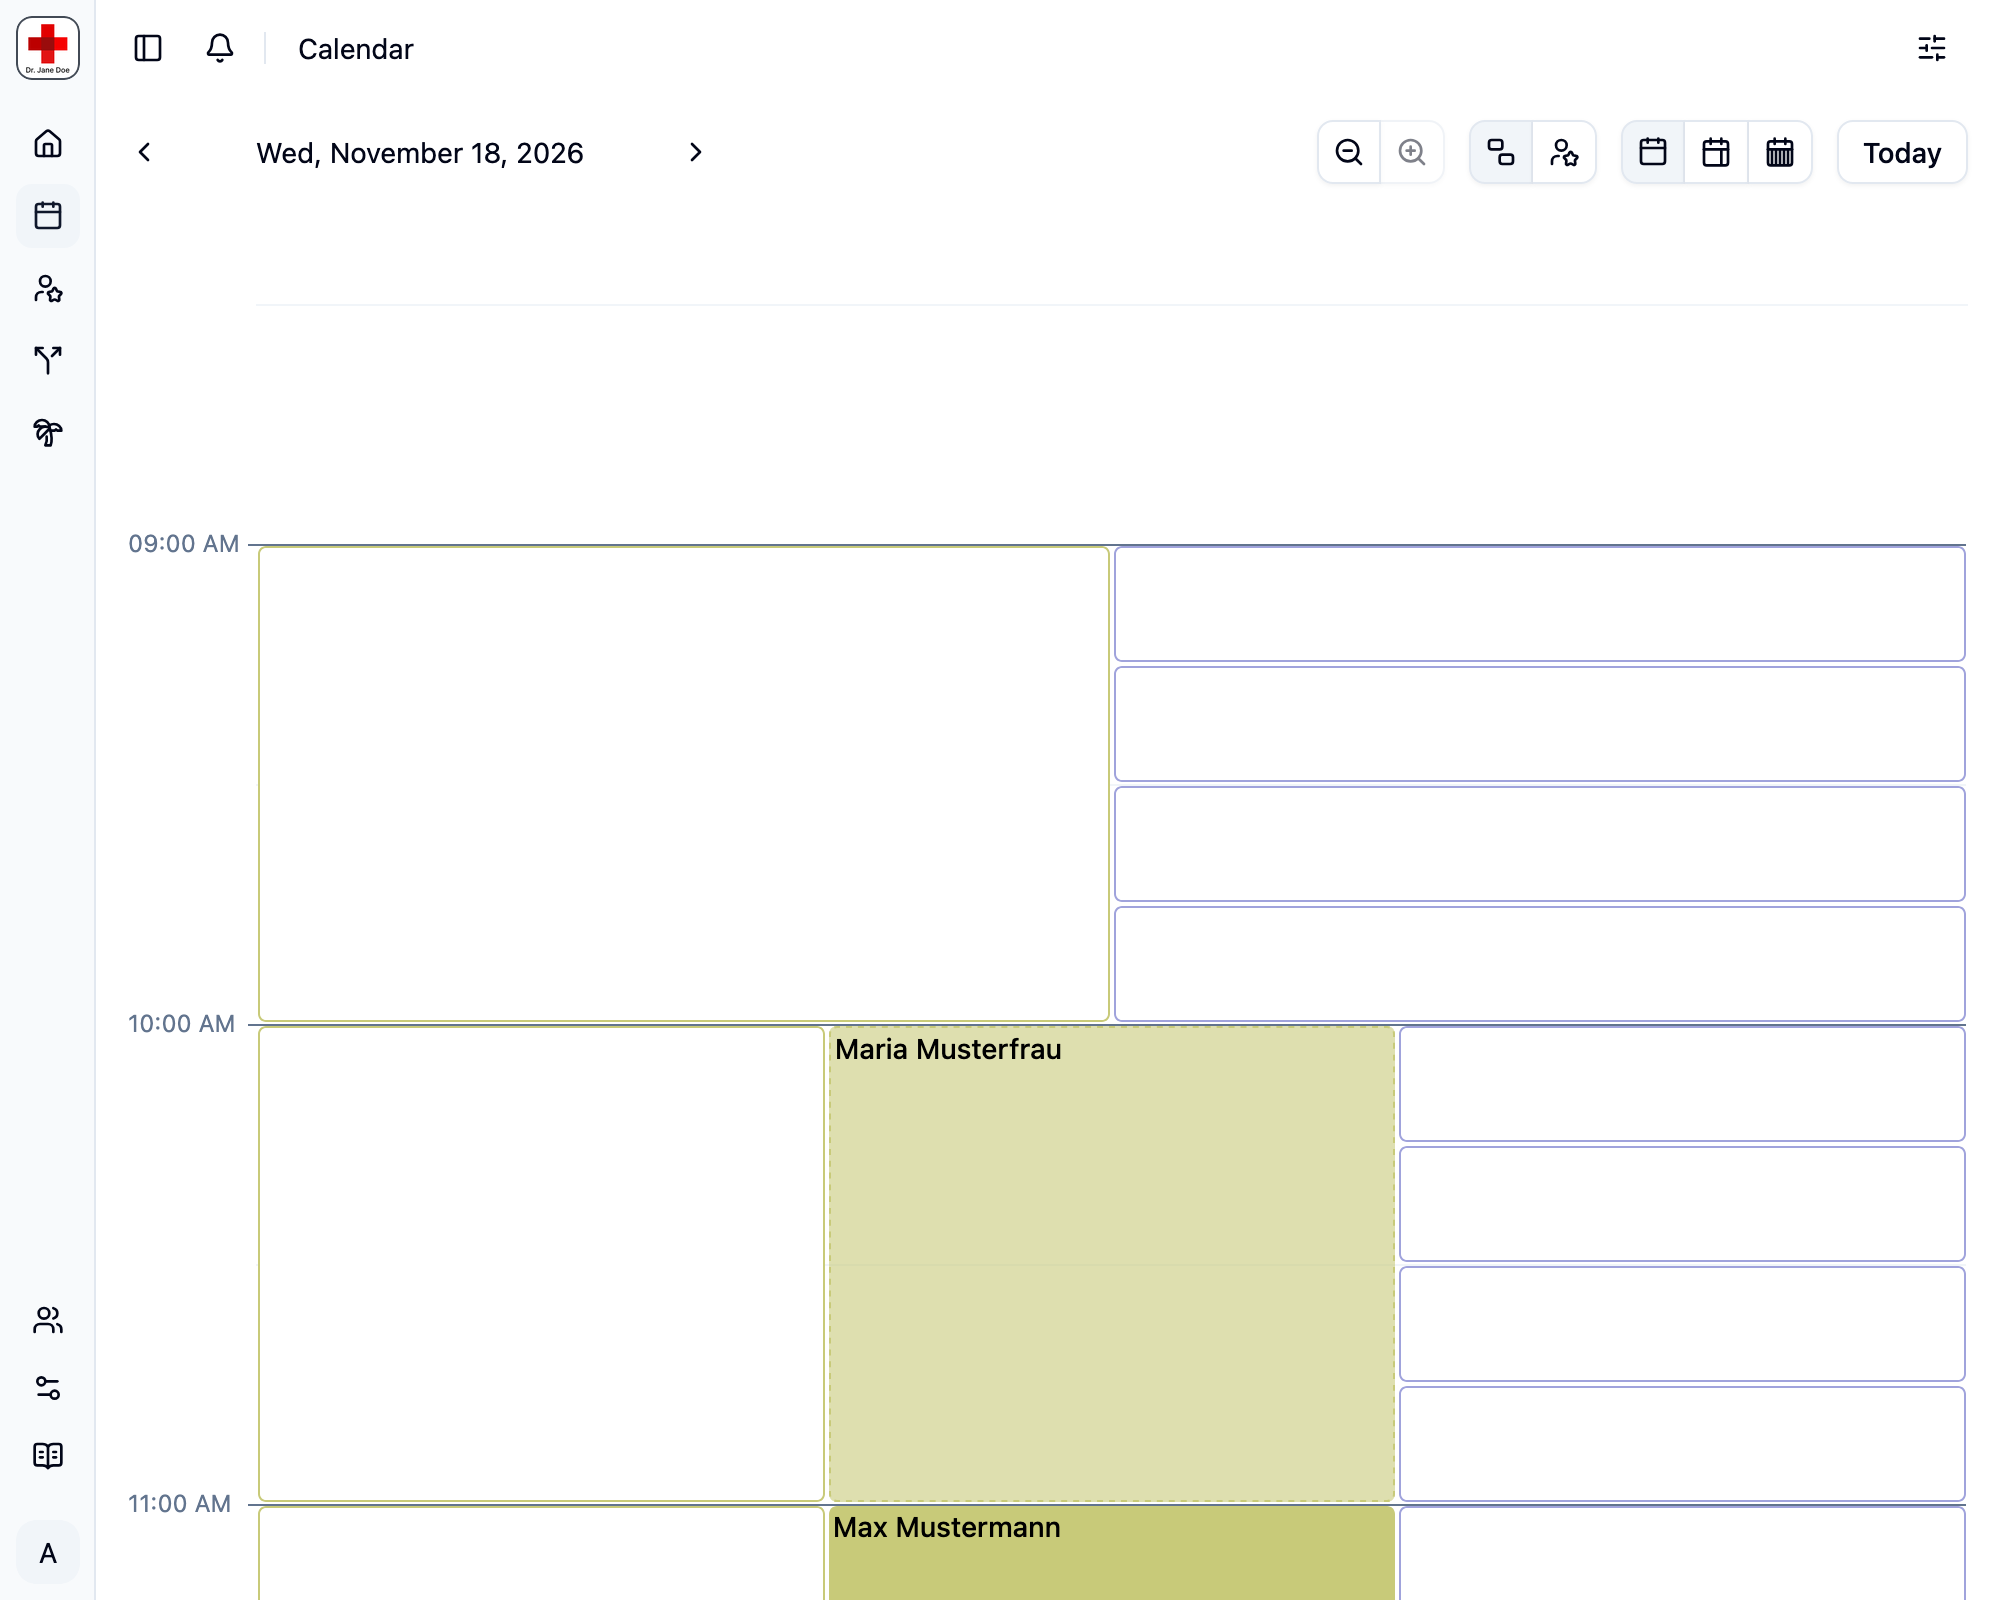 Dr. Jane Doe
Calendar
Wed, November 18, 2026
Today
09:00 AM
10:00 AM
Maria Musterfrau
11:00 AM
Max Mustermann
A